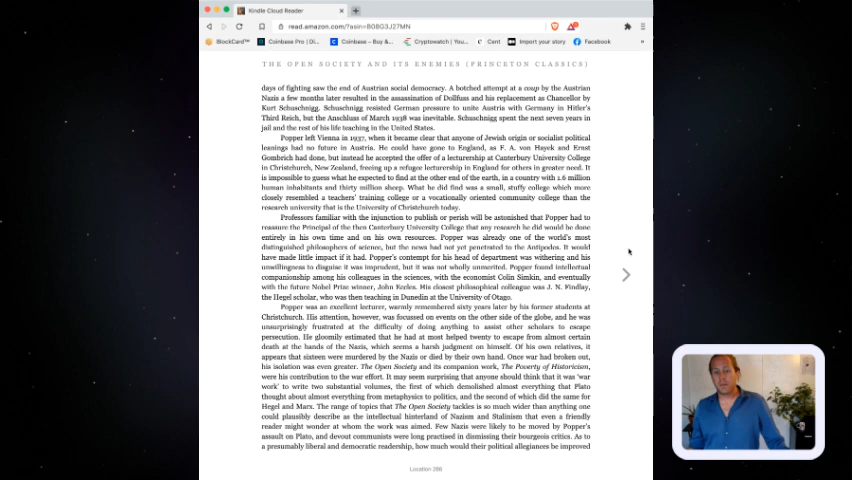 Kindle Cloud Reader
read.amazon.com/?asin=B08G3J27MN
BlockCard™ Coinbase Pro | Di... Coinbase – Buy &... Cryptowatch | You... Cent Import your story Facebook
THE OPEN SOCIETY AND ITS ENEMIES (PRINCETON CLASSICS)
days of fighting saw the end of Austrian social democracy. A botched attempt at a coup by the Austrian
Nazis a few months later resulted in the assassination of Dollfuss and his replacement as Chancellor by
Kurt Schuschnigg. Schuschnigg resisted German pressure to unite Austria with Germany in Hitler's
Third Reich, but the Anschluss of March 1938 was inevitable. Schuschnigg spent the next seven years in
jail and the rest of his life teaching in the United States.
Popper left Vienna in 1937, when it became clear that anyone of Jewish origin or socialist political
leanings had no future in Austria. He could have gone to England, as F. A. von Hayek and Ernst
Gombrich had done, but instead he accepted the offer of a lectureship at Canterbury University College
in Christchurch, New Zealand, freeing up a refugee lectureship in England for others in greater need. It
is impossible to guess what he expected to find at the other end of the earth, in a country with 1.6 million
human inhabitants and thirty million sheep. What he did find was a small, stuffy college which more
closely resembled a teachers' training college or a vocationally oriented community college than the
research university that is the University of Christchurch today.
Professors familiar with the injunction to publish or perish will be astonished that Popper had to
reassure the Principal of the then Canterbury University College that any research he did would be done
entirely in his own time and on his own resources. Popper was already one of the world's most
distinguished philosophers of science, but the news had not yet penetrated to the Antipodes. It would
have made little impact if it had. Popper's contempt for his head of department was withering and his
unwillingness to disguise it was imprudent, but it was not wholly unmerited. Popper found intellectual
companionship among his colleagues in the sciences, with the economist Colin Simkin, and eventually
with the future Nobel Prize winner, John Eccles. His closest philosophical colleague was J. N. Findlay,
the Hegel scholar, who was then teaching in Dunedin at the University of Otago.
Popper was an excellent lecturer, warmly remembered sixty years later by his former students at
Christchurch. His attention, however, was focussed on events on the other side of the globe, and he was
unsurprisingly frustrated at the difficulty of doing anything to assist other scholars to escape
persecution. He gloomily estimated that he had at most helped twenty to escape from almost certain
death at the hands of the Nazis, which seems a harsh judgment on himself. Of his own relatives, it
appears that sixteen were murdered by the Nazis or died by their own hand. Once war had broken out,
his isolation was even greater. The Open Society and its companion work, The Poverty of Historicism,
were his contribution to the war effort. It may seem surprising that anyone should think that it was 'war
work' to write two substantial volumes, the first of which demolished almost everything that Plato
thought about almost everything from metaphysics to politics, and the second of which did the same for
Hegel and Marx. The range of topics that The Open Society tackles is so much wider than anything one
could plausibly describe as the intellectual hinterland of Nazism and Stalinism that even a friendly
reader might wonder at whom the work was aimed. Few Nazis were likely to be moved by Popper's
assault on Plato, and devout communists were long practised in dismissing their bourgeois critics. As to
a presumably liberal and democratic readership, how much would their political allegiances be improved
Location 286